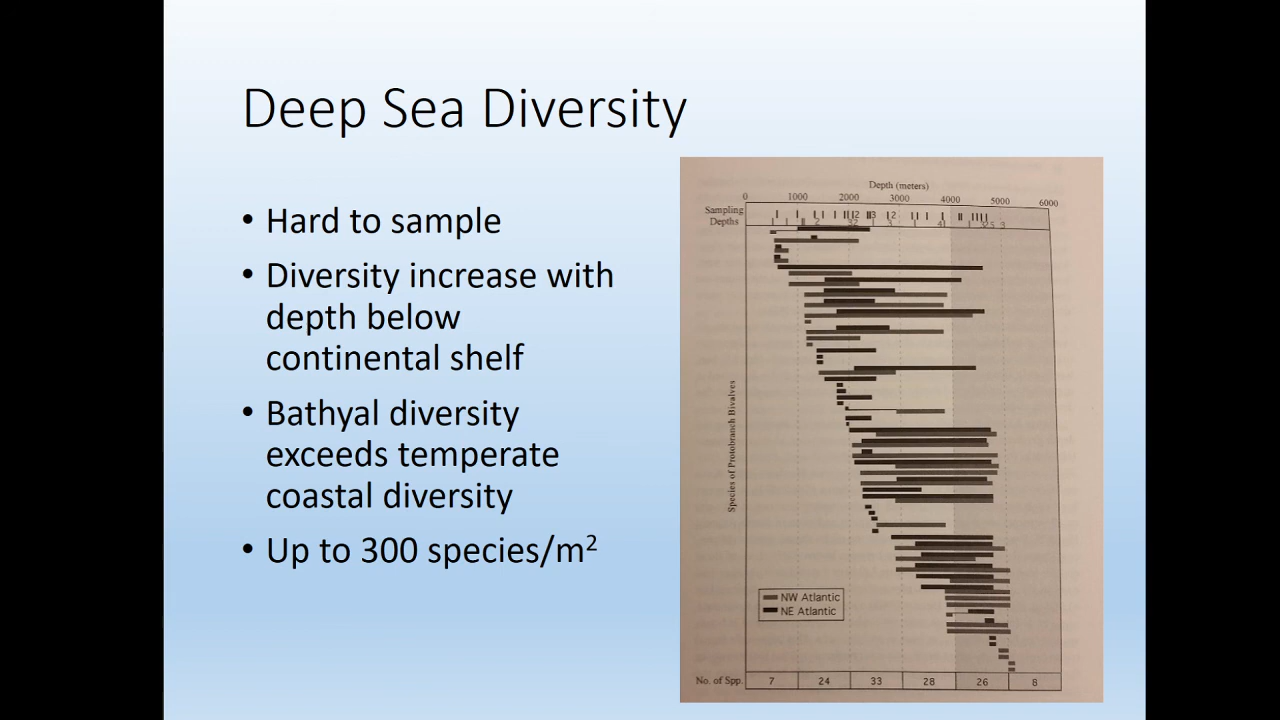 Deep Sea Diversity
• Hard to sample
• Diversity increase with
depth below
continental shelf
• Bathyal diversity
exceeds temperate
coastal diversity
• Up to 300 species/m²
Depth (meters)
0 1000 2000 3000 4000 5000 6000
Sampling
Depths
Species of Protobranch Bivalves
NW Atlantic
NE Atlantic
No. of Spp. 7 24 33 28 26 8